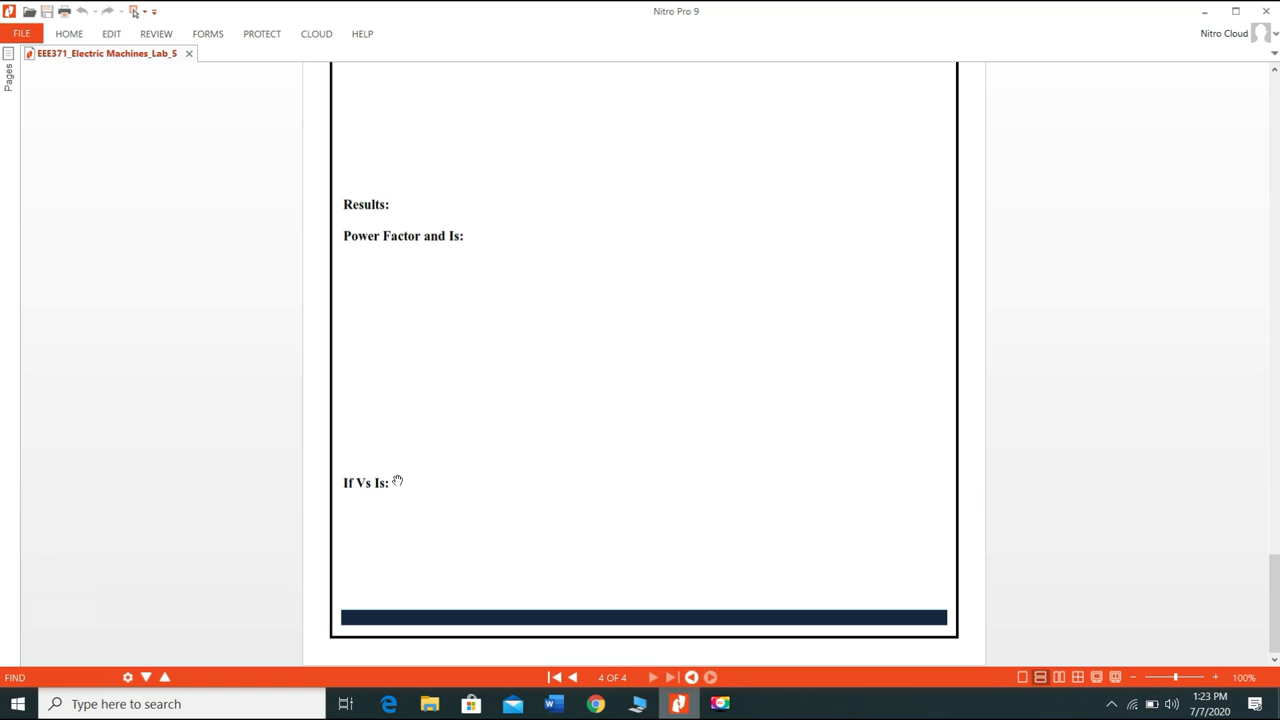 Nitro Pro 9
FILE
HOME
EDIT
REVIEW
FORMS
PROTECT
CLOUD
HELP
Nitro Cloud
EEE371_Electric Machines_Lab_5
Pages
Results:
Power Factor and Is:
If Vs Is:
FIND
4 OF 4
100%
Type here to search
1:23 PM
7/7/2020